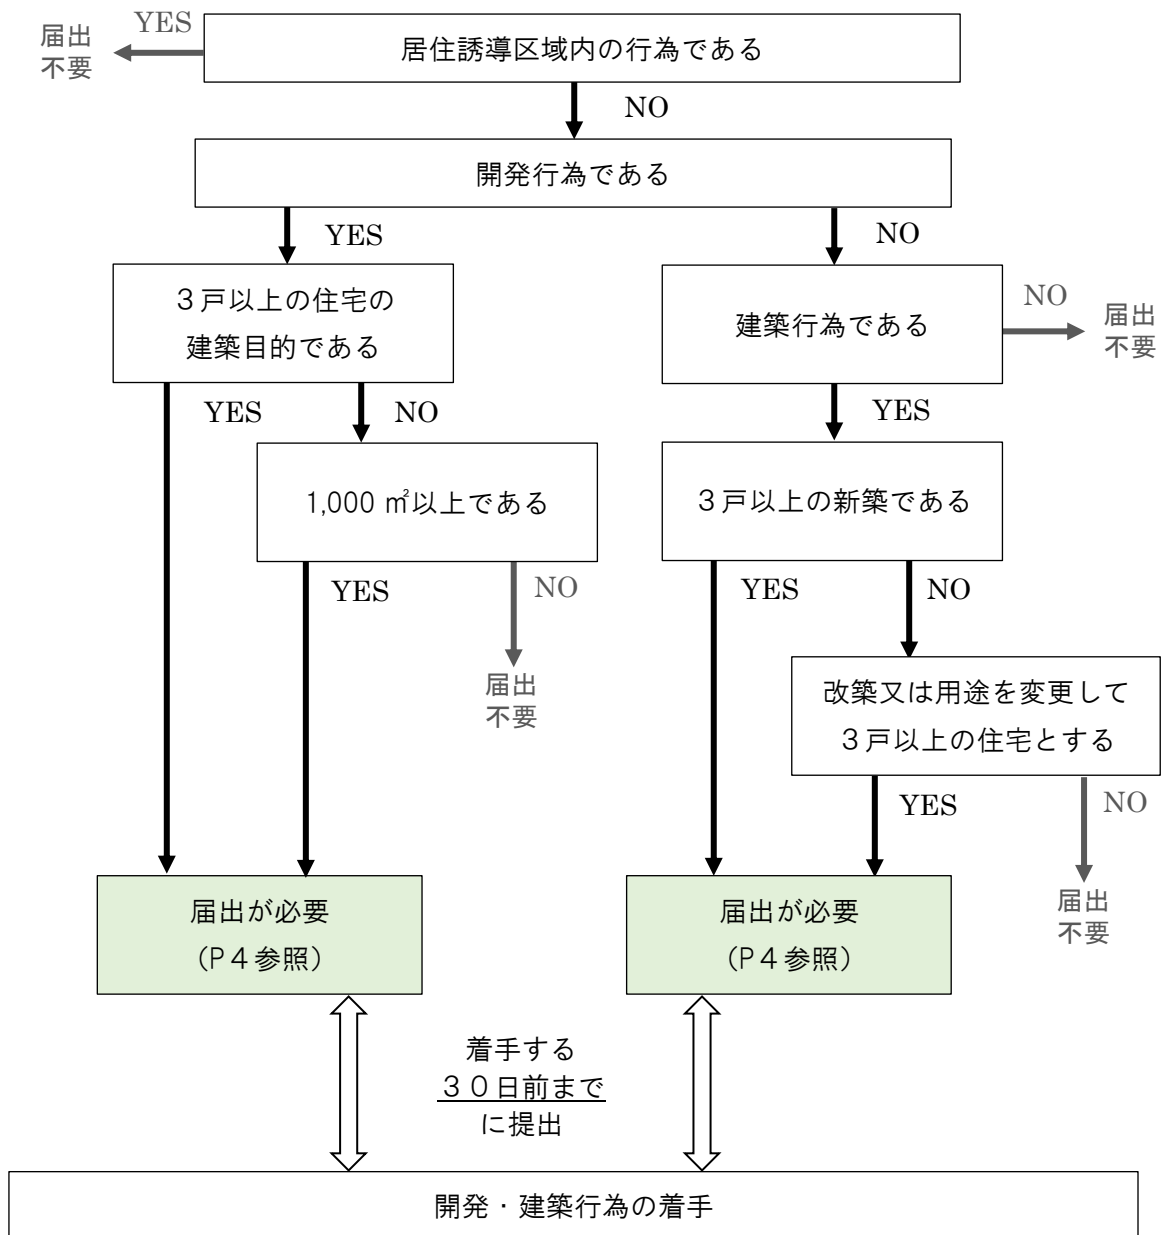 YES
届出
不要
居住誘導区域内の行為である
NO
開発行為である
YES
NO
３戸以上の住宅の
建築目的である
建築行為である
NO
届出
不要
YES
NO
YES
1,000 ㎡以上である
３戸以上の新築である
YES
NO
YES
NO
届出
不要
改築又は用途を変更して
３戸以上の住宅とする
YES
NO
届出が必要
（P４参照）
届出が必要
（P４参照）
届出
不要
着手する
３０日前まで
に提出
開発・建築行為の着手